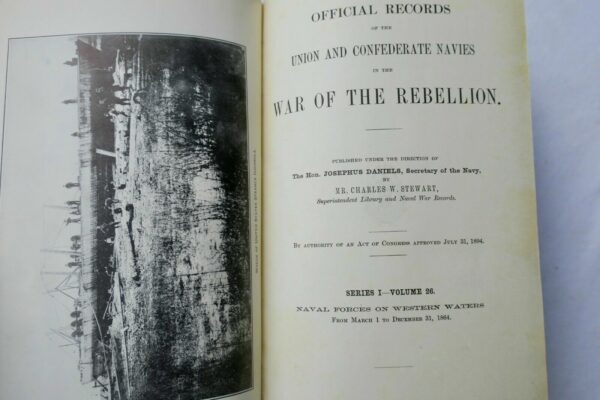 OFFICIAL RECORDS
OF THE
UNION AND CONFEDERATE NAVIES
IN THE
WAR OF THE REBELLION.
PUBLISHED UNDER THE DIRECTION OF
The Hon. JOSEPHUS DANIELS, Secretary of the Navy,
BY
MR. CHARLES W. STEWART,
Superintendent Library and Naval War Records.
BY AUTHORITY OF AN ACT OF CONGRESS APPROVED JULY 31, 1894.
SERIES I—VOLUME 26.
NAVAL FORCES ON WESTERN WATERS
FROM MARCH 1 TO DECEMBER 31, 1864.